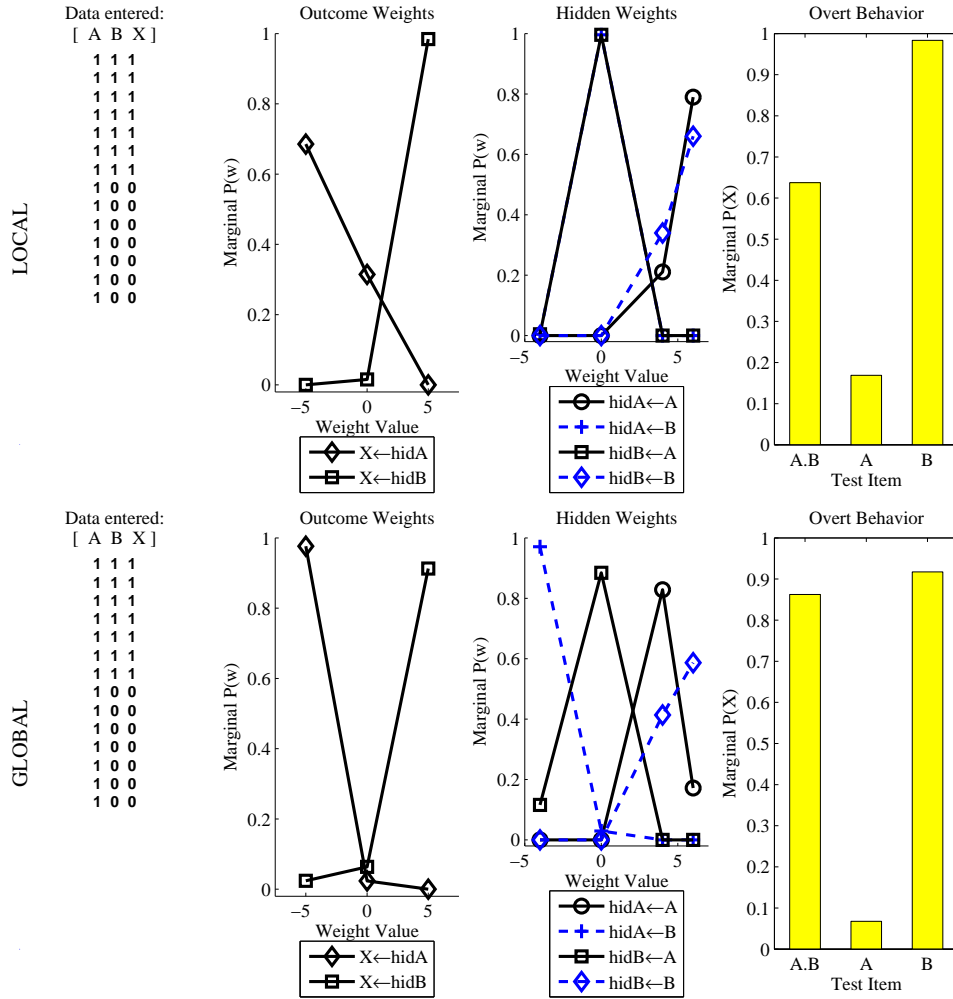 LOCAL
Data entered:
[ A B X ]
1 1 1
1 1 1
1 1 1
1 1 1
1 1 1
1 1 1
1 1 1
1 0 0
1 0 0
1 0 0
1 0 0
1 0 0
1 0 0
1 0 0
Outcome Weights
Marginal P(w)
1
0.8
0.6
0.4
0.2
0
−5 0 5
Weight Value
X←hidA
X←hidB
Hidden Weights
Marginal P(w)
1
0.8
0.6
0.4
0.2
0
−5 0 5
Weight Value
hidA←A
hidA←B
hidB←A
hidB←B
Overt Behavior
Marginal P(X)
1
0.9
0.8
0.7
0.6
0.5
0.4
0.3
0.2
0.1
0
A.B A B
Test Item
GLOBAL
Data entered:
[ A B X ]
1 1 1
1 1 1
1 1 1
1 1 1
1 1 1
1 1 1
1 1 1
1 0 0
1 0 0
1 0 0
1 0 0
1 0 0
1 0 0
1 0 0
Outcome Weights
Marginal P(w)
1
0.8
0.6
0.4
0.2
0
−5 0 5
Weight Value
X←hidA
X←hidB
Hidden Weights
Marginal P(w)
1
0.8
0.6
0.4
0.2
0
−5 0 5
Weight Value
hidA←A
hidA←B
hidB←A
hidB←B
Overt Behavior
Marginal P(X)
1
0.9
0.8
0.7
0.6
0.5
0.4
0.3
0.2
0.1
0
A.B A B
Test Item